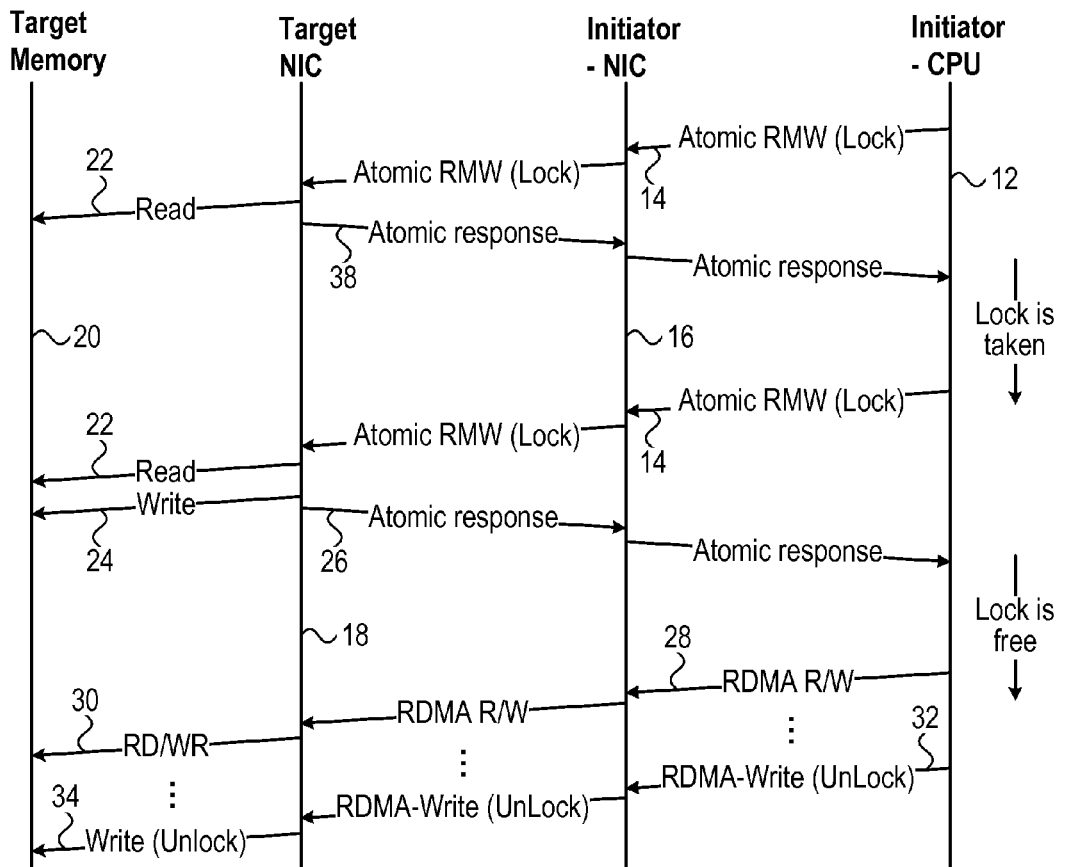 Target
Memory
Target
NIC
Initiator
- NIC
Initiator
- CPU
Atomic RMW (Lock)
14
12
Atomic RMW (Lock)
22
Read
Atomic response
38
Atomic response
20
16
Lock is
taken
Atomic RMW (Lock)
14
Atomic RMW (Lock)
22
Read
Write
24
Atomic response
26
Atomic response
18
Lock is
free
28
RDMA R/W
RDMA R/W
30
RD/WR
32
RDMA-Write (UnLock)
RDMA-Write (UnLock)
34
Write (Unlock)